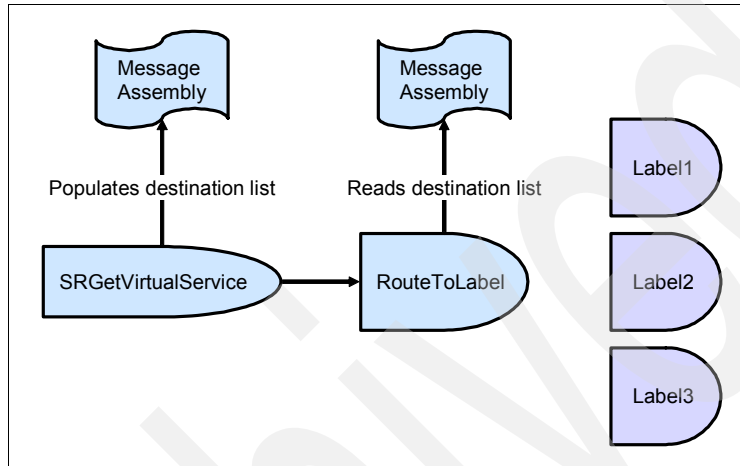 Message
Assembly
Message
Assembly
Populates destination list
Reads destination list
SRGetVirtualService
RouteToLabel
Label1
Label2
Label3